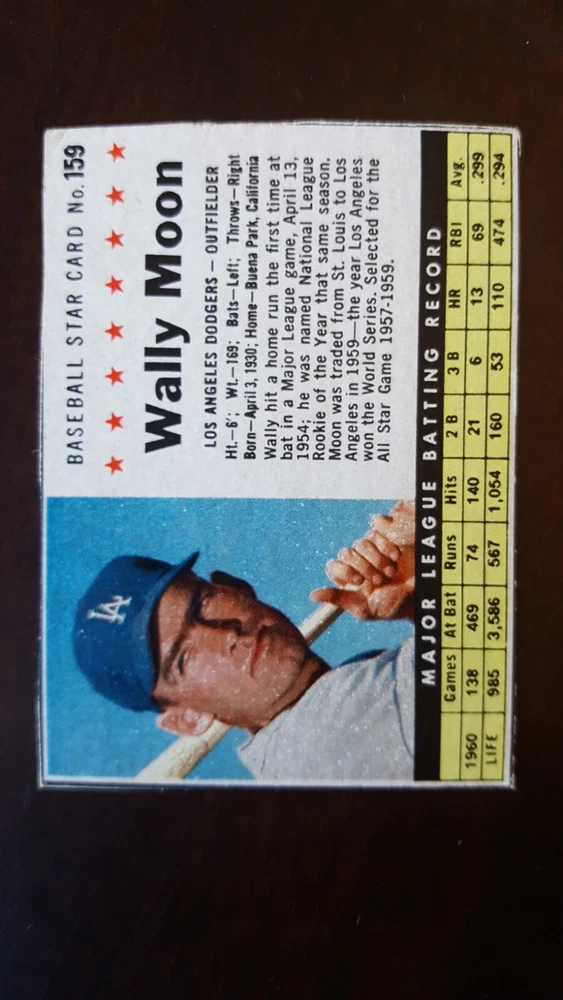 BASEBALL STAR CARD No. 159
Wally Moon
LOS ANGELES DODGERS — OUTFIELDER
Ht.—6'; Wt.—169; Bats—Left; Throws—Right
Born—April 3, 1930; Home—Buena Park, California
Wally hit a home run the first time at
bat in a Major League game, April 13,
1954; he was named National League
Rookie of the Year that same season.
Moon was traded from St. Louis to Los
Angeles in 1959—the year Los Angeles
won the World Series. Selected for the
All Star Game 1957-1959.
LA
MAJOR LEAGUE BATTING RECORD
Games At Bat Runs Hits 2 B 3 B HR RBI Avg.
1960 138 469 74 140 21 6 13 69 .299
LIFE 985 3,586 567 1,054 160 53 110 474 .294